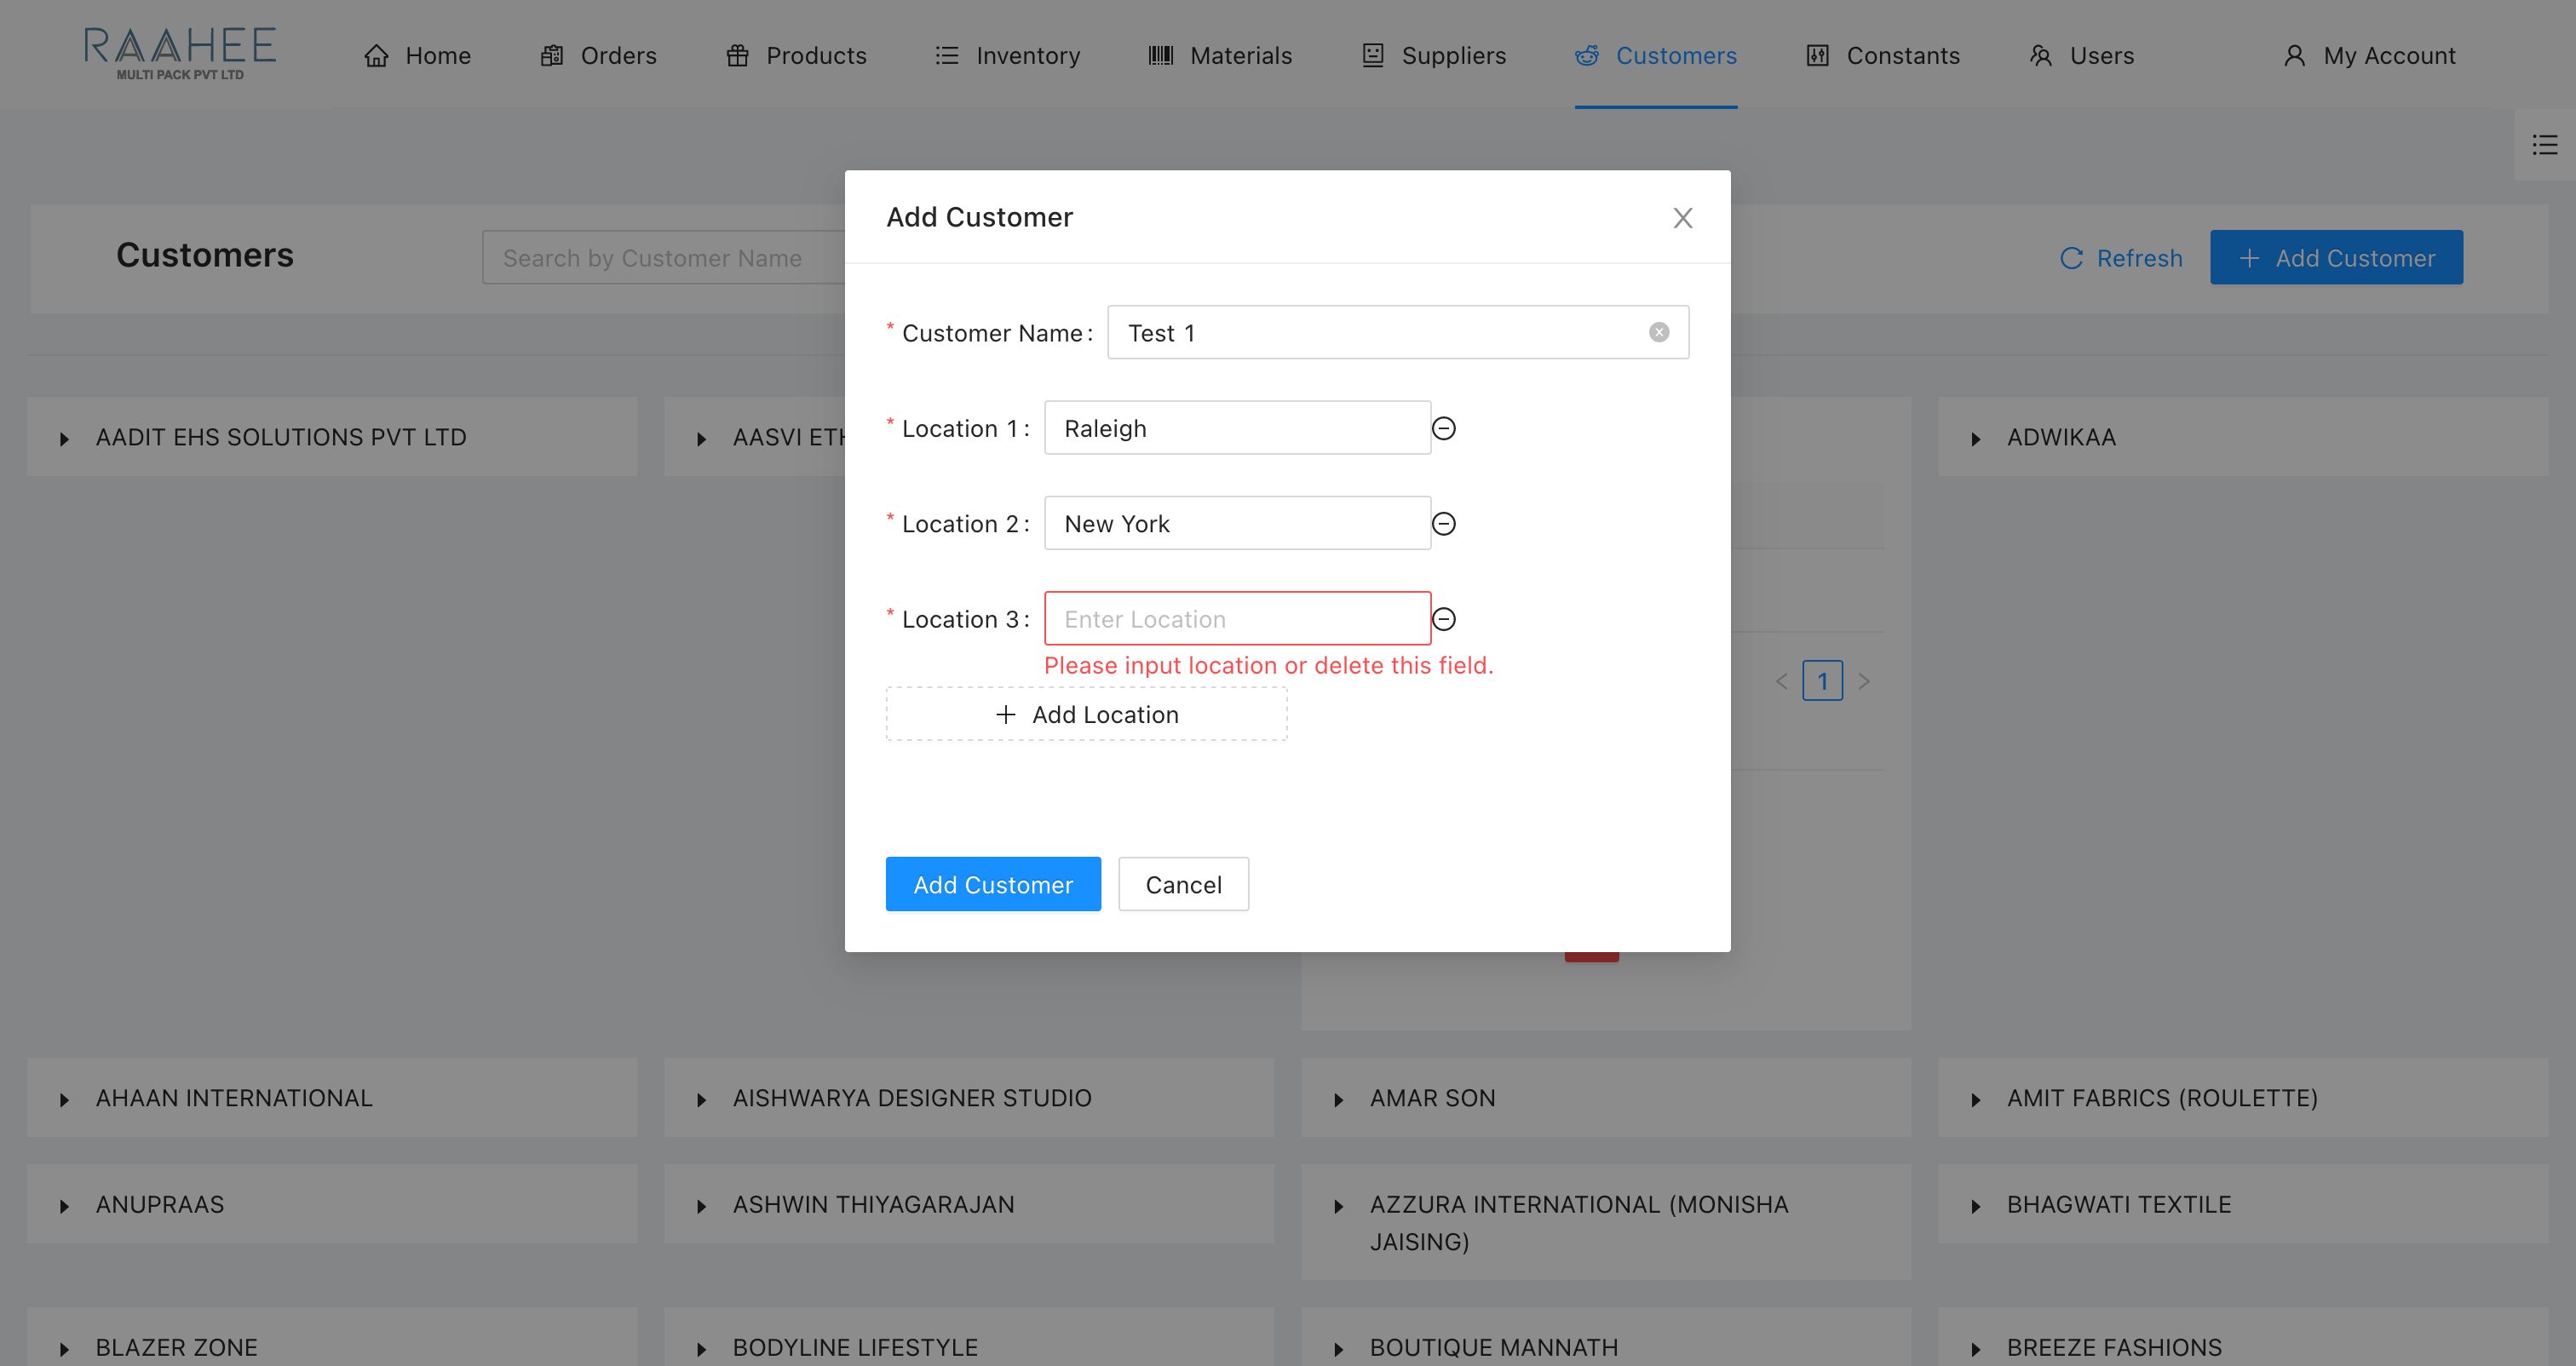 RAAHEE
MULTI PACK PVT LTD
Home
Orders
Products
Inventory
Materials
Suppliers
Customers
Constants
Users
My Account
Customers
Search by Customer Name
Refresh
+ Add Customer
Add Customer
* Customer Name: Test 1
* Location 1: Raleigh
* Location 2: New York
* Location 3: Enter Location
Please input location or delete this field.
+ Add Location
Add Customer
Cancel
AADIT EHS SOLUTIONS PVT LTD
AASVI
ADWIKAA
< 1 >
AHAAN INTERNATIONAL
AISHWARYA DESIGNER STUDIO
AMAR SON
AMIT FABRICS (ROULETTE)
ANUPRAAS
ASHWIN THIYAGARAJAN
AZZURA INTERNATIONAL (MONISHA
JAISING)
BHAGWATI TEXTILE
BLAZER ZONE
BODYLINE LIFESTYLE
BOUTIQUE MANNATH
BREEZE FASHIONS